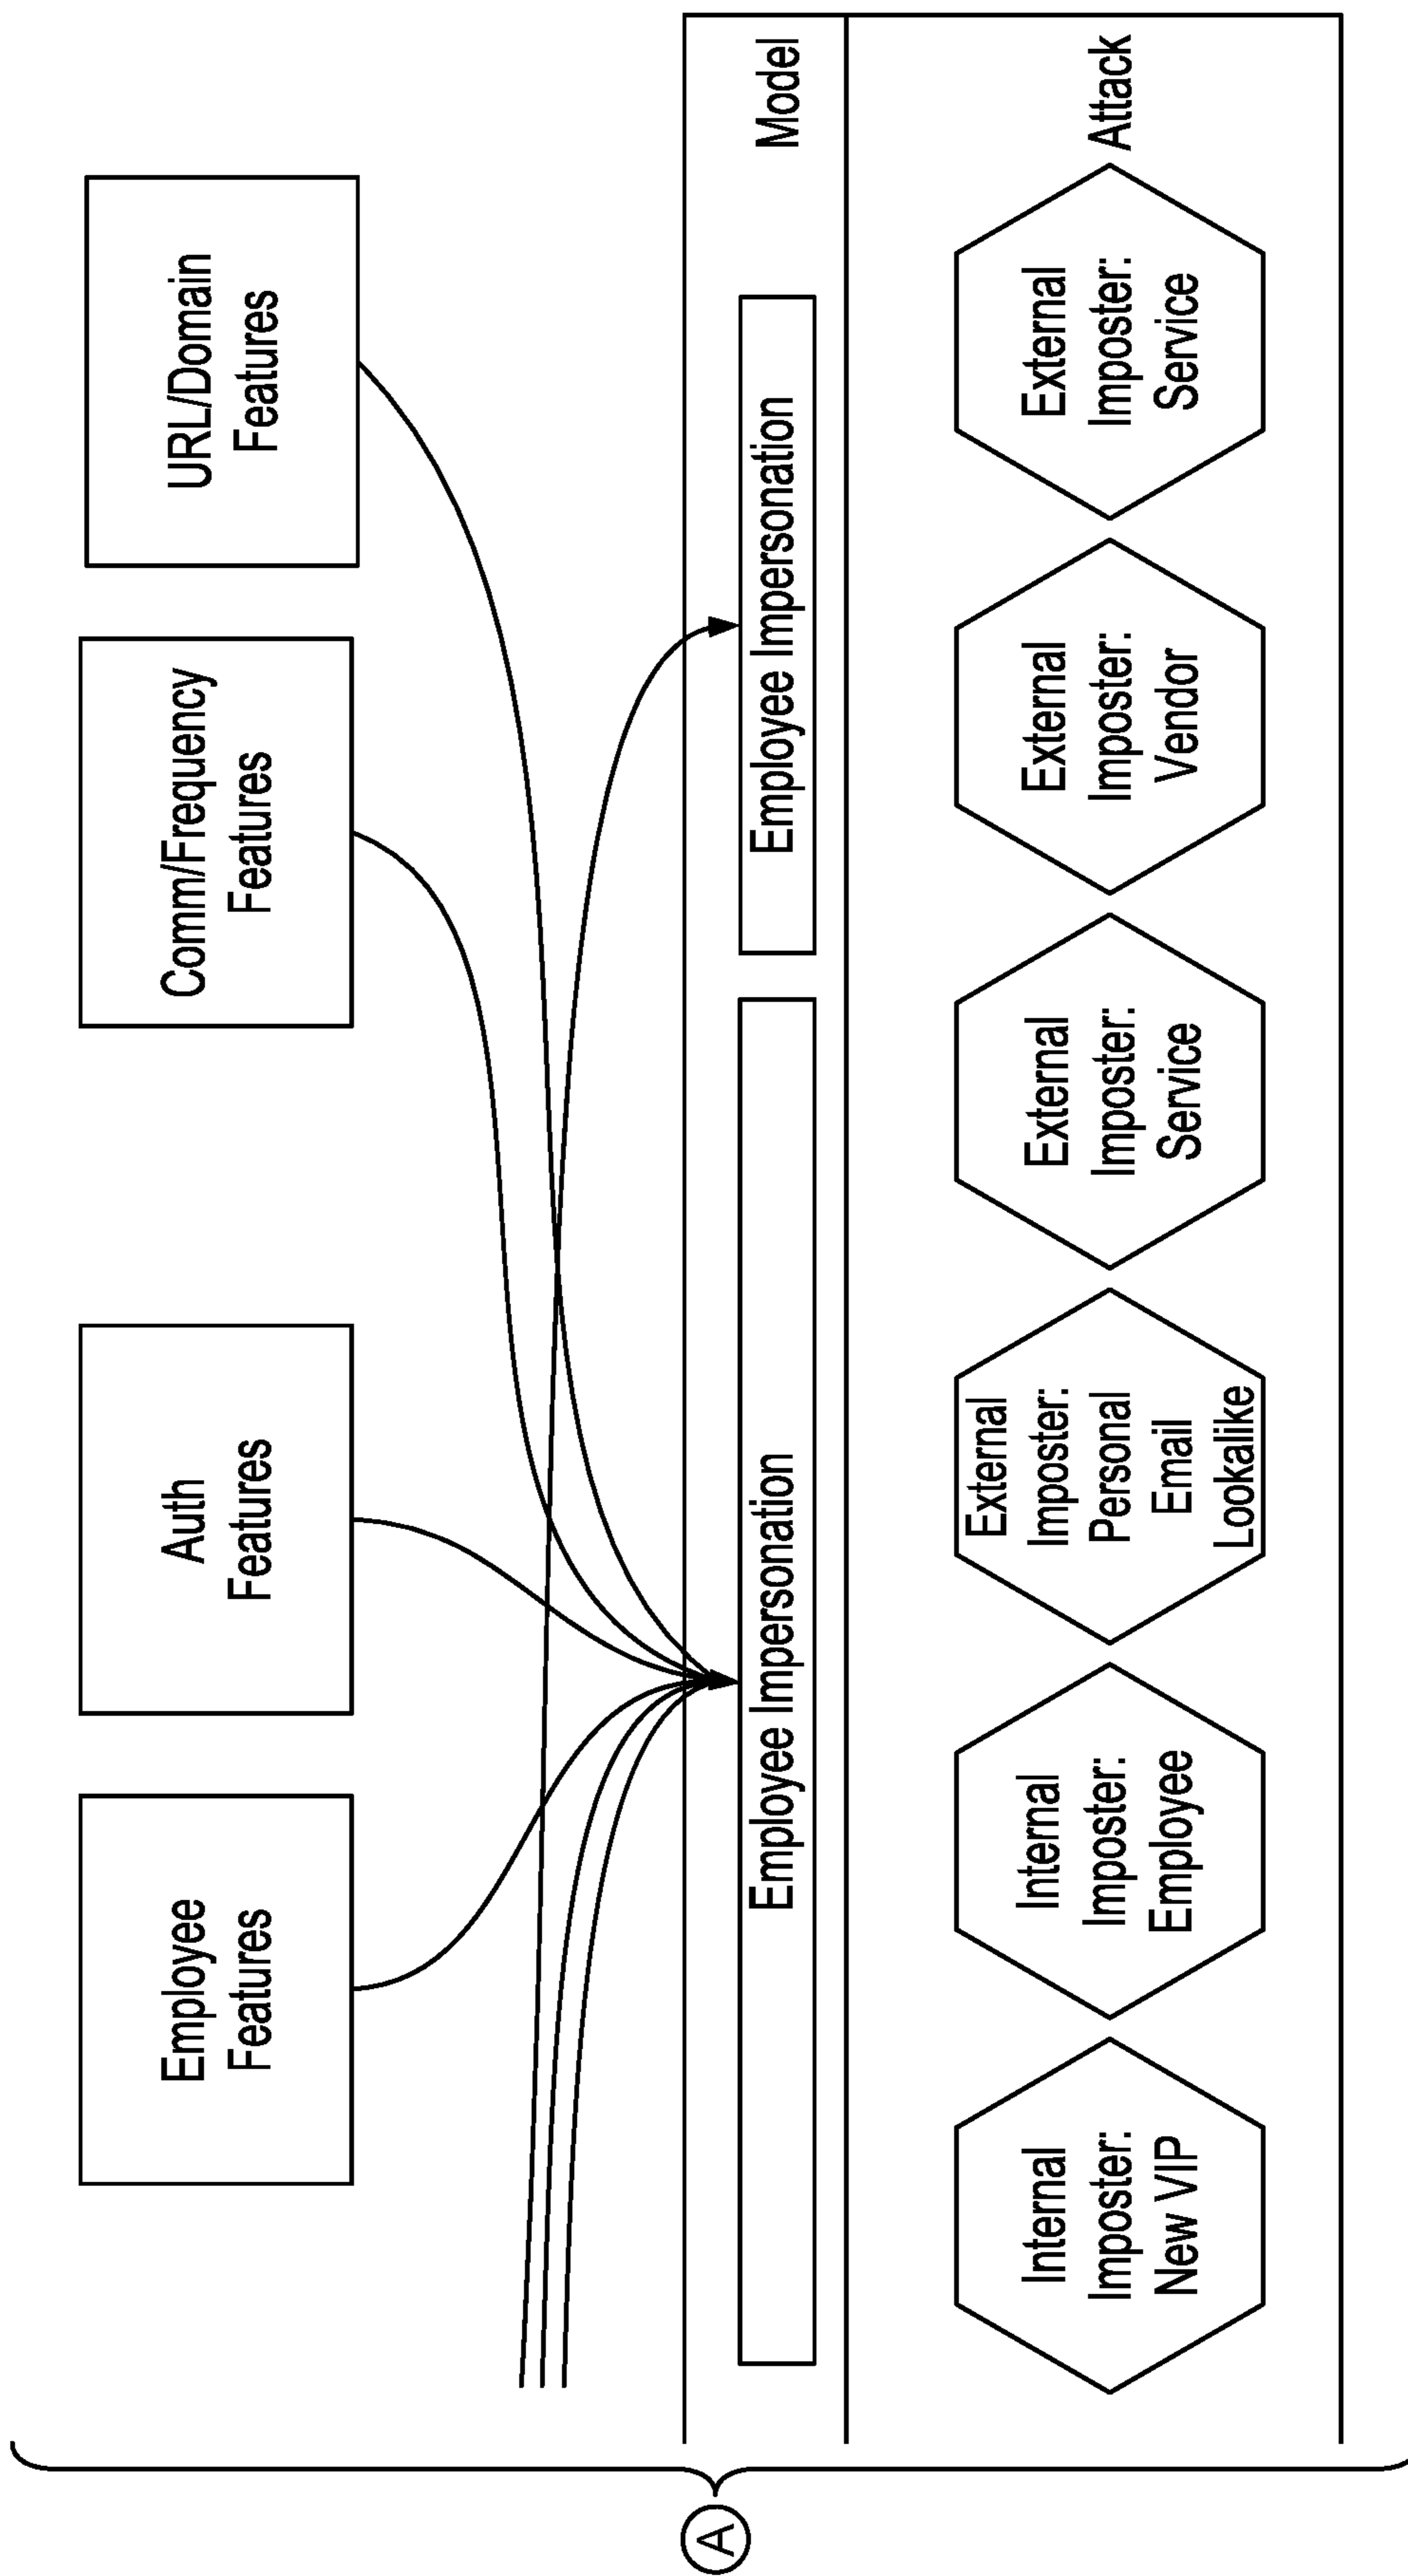 Employee
Features
Auth
Features
Comm/Frequency
Features
URL/Domain
Features
Employee Impersonation
Employee Impersonation
Model
Internal
Imposter:
New VIP
Internal
Imposter:
Employee
External
Imposter:
Personal
Email
Lookalike
External
Imposter:
Service
External
Imposter:
Vendor
External
Imposter:
Service
Attack
A